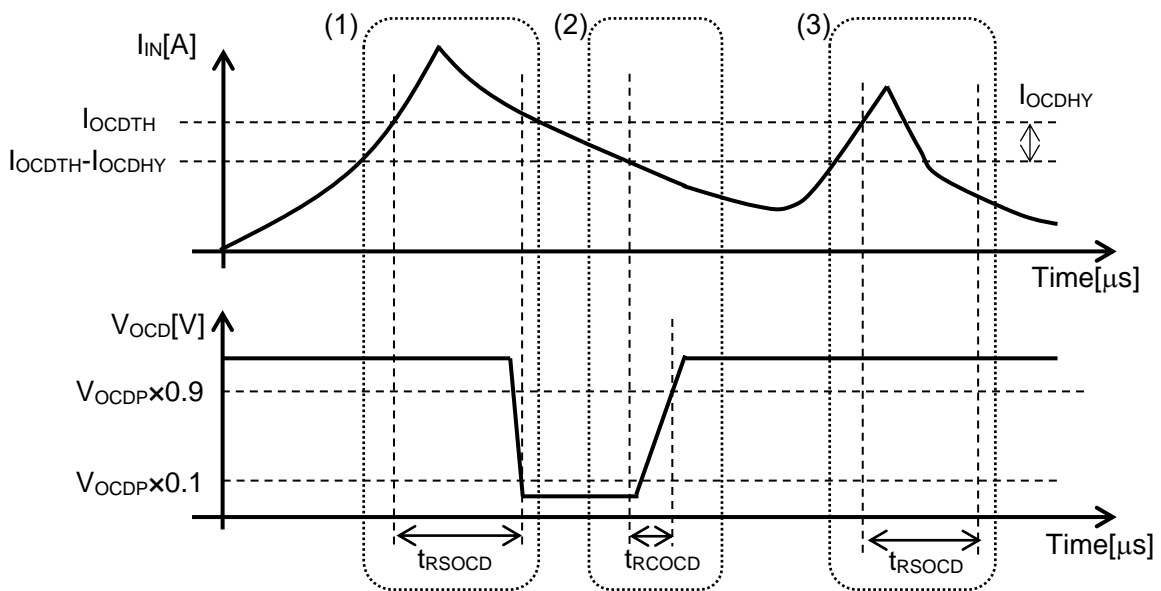 (1)
(2)
(3)
IIN[A]
IOCDTH
IOCDHY
IOCDTH-IOCDHY
Time[μs]
VOCD[V]
VOCDP×0.9
VOCDP×0.1
Time[μs]
tRSOCD
tRCOCD
tRSOCD